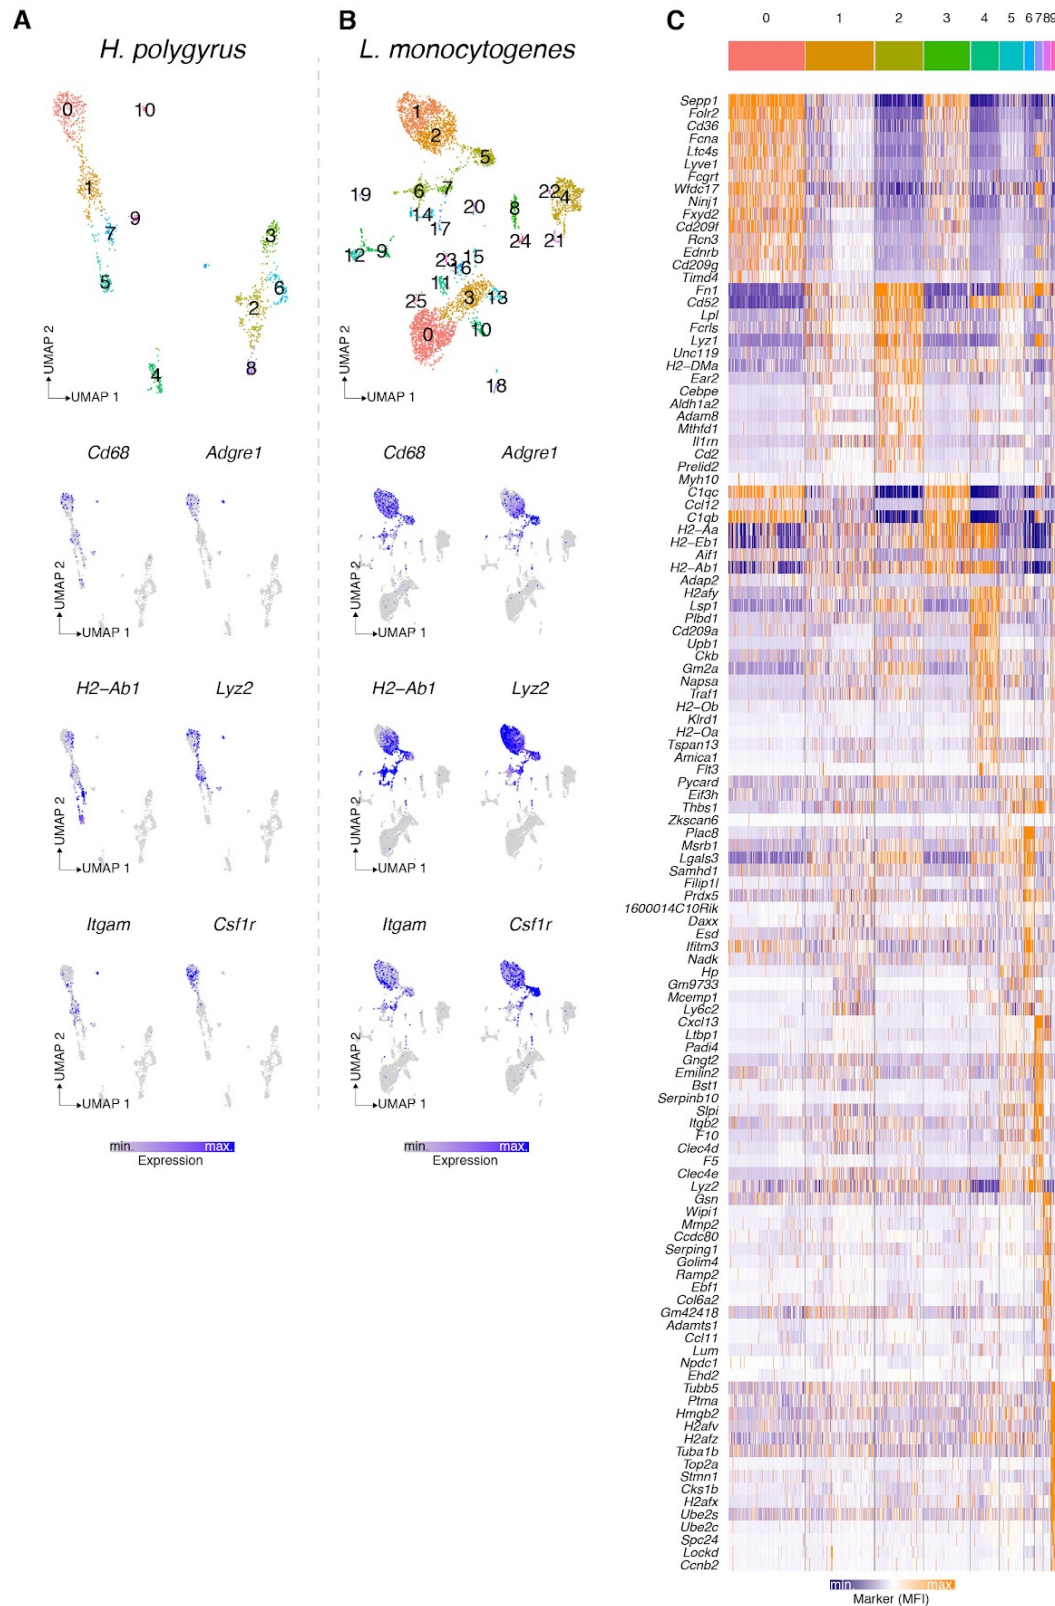 A
B
C
H. polygyrus
L. monocytogenes
0 1 2 3 4 5 6 7 8 9
0
10
1
9
7
5
3
6
2
8
4
UMAP 2
UMAP 1
1
2
5
19
6
7
14
17
20
8
22
4
24
21
12
9
23
15
16
11
3
13
25
0
10
18
UMAP 2
UMAP 1
Cd68
Adgre1
UMAP 2
UMAP 1
Cd68
Adgre1
UMAP 2
UMAP 1
H2–Ab1
Lyz2
UMAP 2
UMAP 1
H2–Ab1
Lyz2
UMAP 2
UMAP 1
Itgam
Csf1r
UMAP 2
UMAP 1
Itgam
Csf1r
UMAP 2
UMAP 1
min. max.
Expression
min. max.
Expression
Sepp1
Folr2
Cd36
Fcna
Ltc4s
Lyve1
Fcgrt
Wfdc17
Ninj1
Fxyd2
Cd209f
Rcn3
Ednrb
Cd209g
Timd4
Fn1
Cd52
Lpl
Fcrls
Lyz1
Unc119
H2–DMa
Ear2
Cebpe
Aldh1a2
Adam8
Mthfd1
Il1rn
Cd2
Prelid2
Myh10
C1qc
Ccl12
C1qb
H2–Aa
H2–Eb1
Aif1
H2–Ab1
Adap2
H2afy
Lsp1
Plbd1
Cd209a
Upb1
Ckb
Gm2a
Napsa
Traf1
H2–Ob
Klrd1
H2–Oa
Tspan13
Amica1
Flt3
Pycard
Eif3h
Thbs1
Zkscan6
Plac8
Msrb1
Lgals3
Samhd1
Filip1l
Prdx5
1600014C10Rik
Daxx
Esd
Ifitm3
Nadk
Hp
Gm9733
Mcemp1
Ly6c2
Cxcl13
Ltbp1
Padi4
Gngt2
Emilin2
Bst1
Serpinb10
Slpi
Itgb2
F10
Clec4d
F5
Clec4e
Lyz2
Gsn
Wipi1
Mmp2
Ccdc80
Serping1
Golim4
Ramp2
Ebf1
Col6a2
Gm42418
Adamts1
Ccl11
Lum
Npdc1
Ehd2
Tubb5
Ptma
Hmgb2
H2afv
H2afz
Tuba1b
Top2a
Stmn1
Cks1b
H2afx
Ube2s
Ube2c
Spc24
Lockd
Ccnb2
min. max.
Marker (MFI)